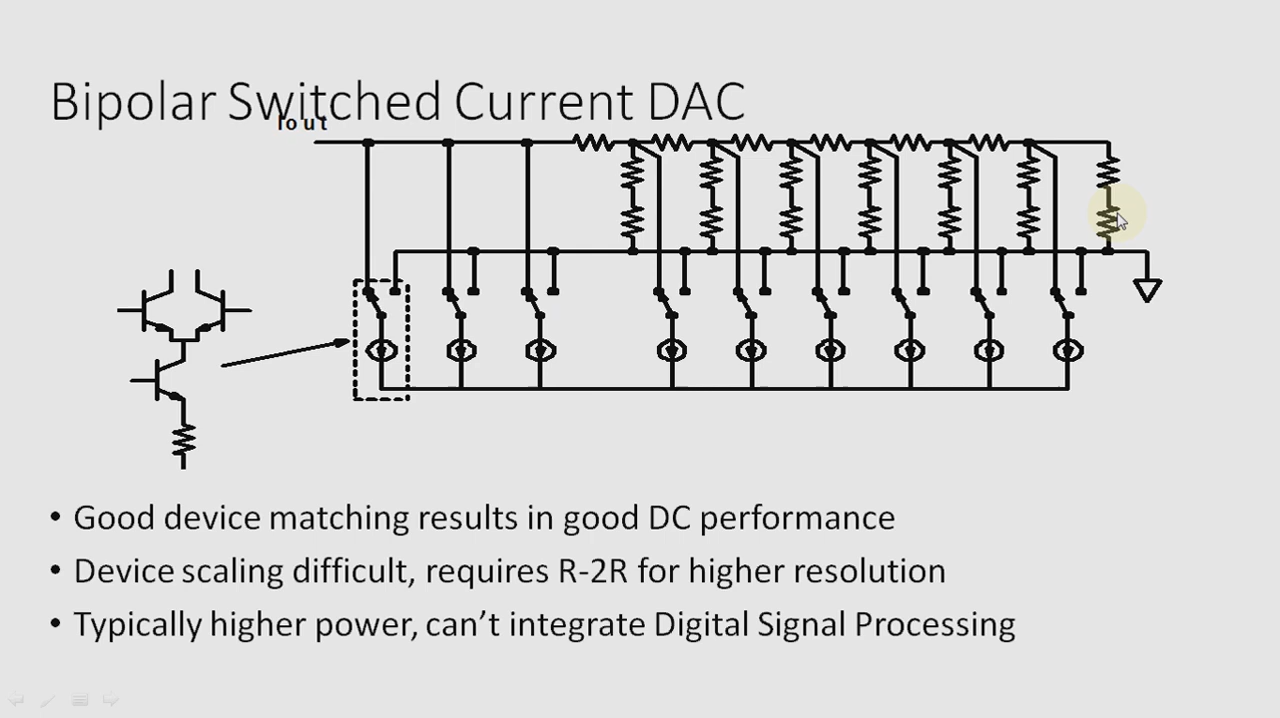 Bipolar Switched Current DAC
Iout
• Good device matching results in good DC performance
• Device scaling difficult, requires R-2R for higher resolution
• Typically higher power, can’t integrate Digital Signal Processing